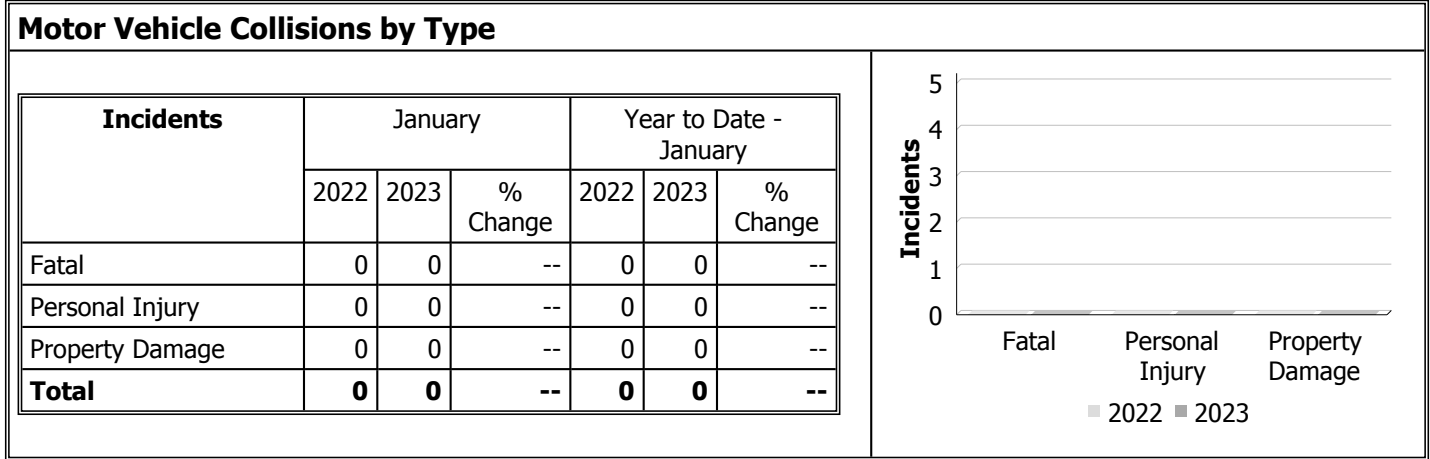 Motor Vehicle Collisions by Type
Incidents January Year to Date -
January
2022 2023 % 2022 2023 %
Change Change
Fatal 0 0 -- 0 0 --
Personal Injury 0 0 -- 0 0 --
Property Damage 0 0 -- 0 0 --
Total 0 0 -- 0 0 --
Incidents
5
4
3
2
1
0
Fatal Personal Property
Injury Damage
2022 2023